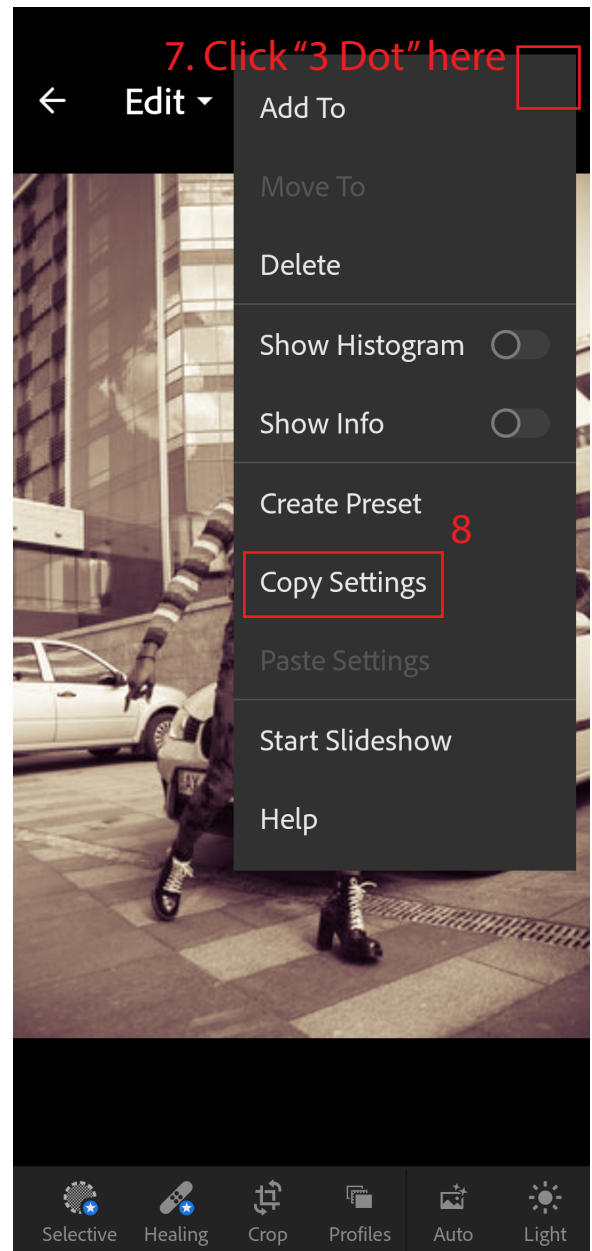 7. Click “3 Dot” here
Edit
Add To
Move To
Delete
Show Histogram
Show Info
Create Preset
8
Copy Settings
Paste Settings
Start Slideshow
Help
Selective Healing Crop Profiles Auto Light